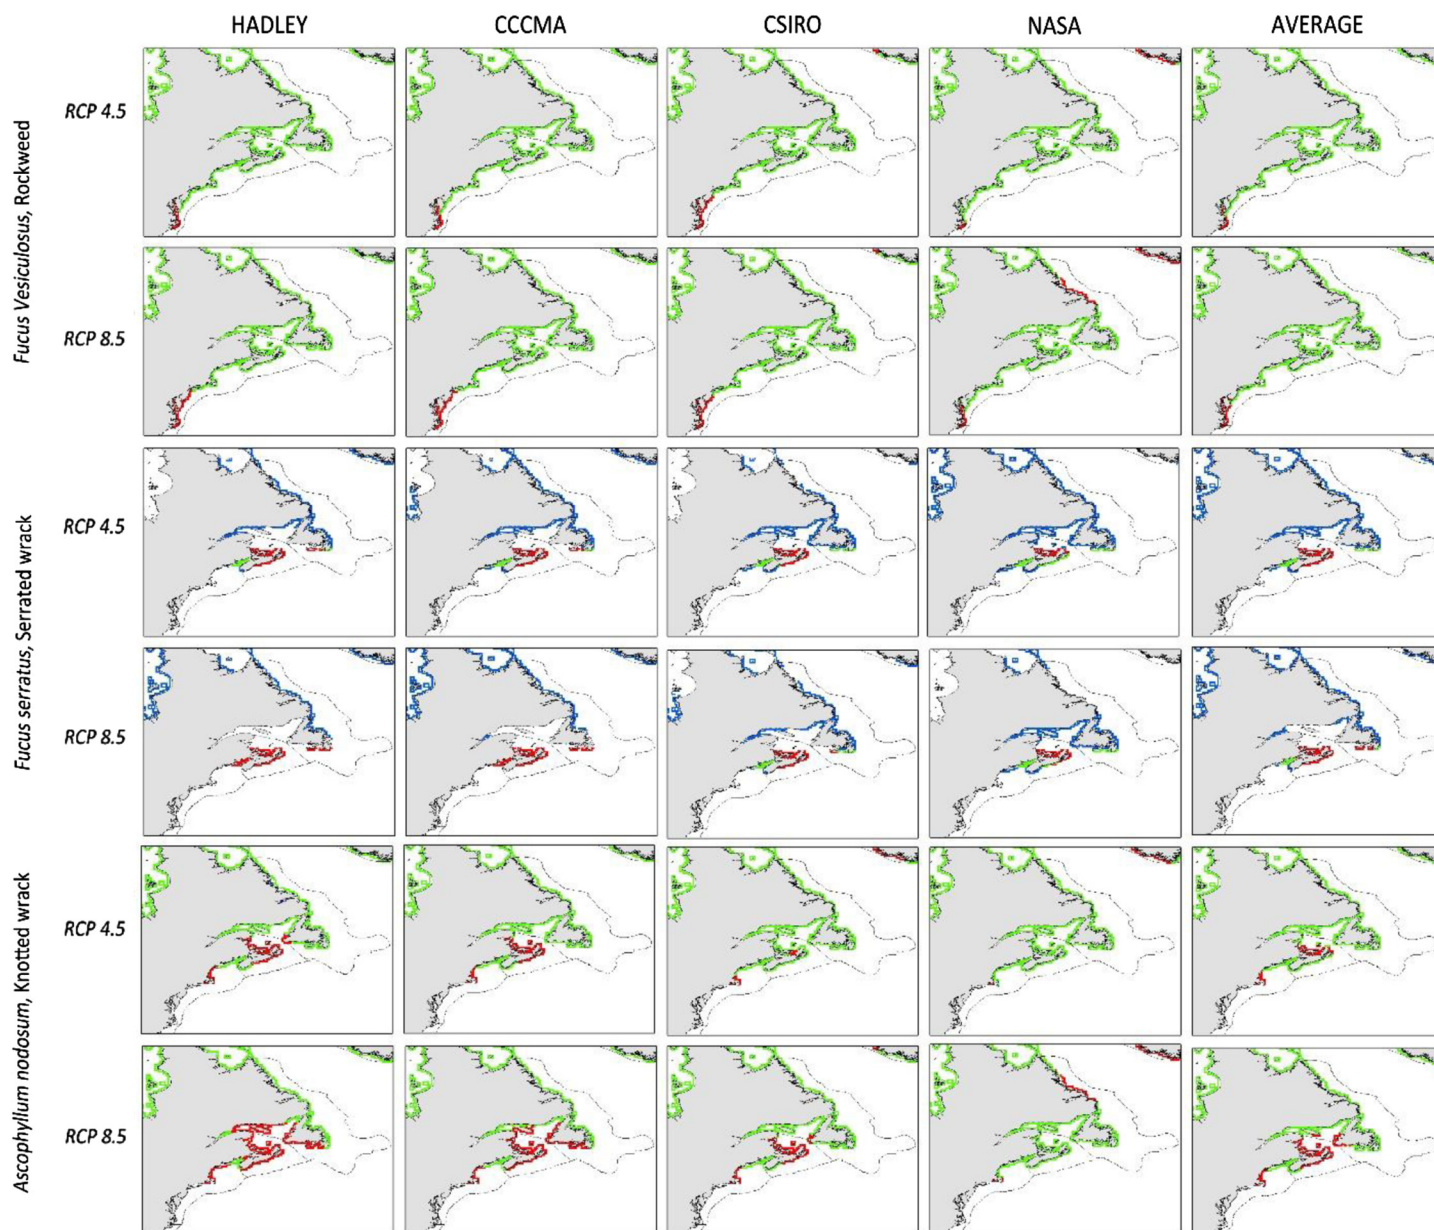 HADLEY CCCMA CSIRO NASA AVERAGE
Fucus Vesiculosus, Rockweed
RCP 4.5
RCP 8.5
Fucus serratus, Serrated wrack
RCP 4.5
RCP 8.5
Ascophyllum nodosum, Knotted wrack
RCP 4.5
RCP 8.5